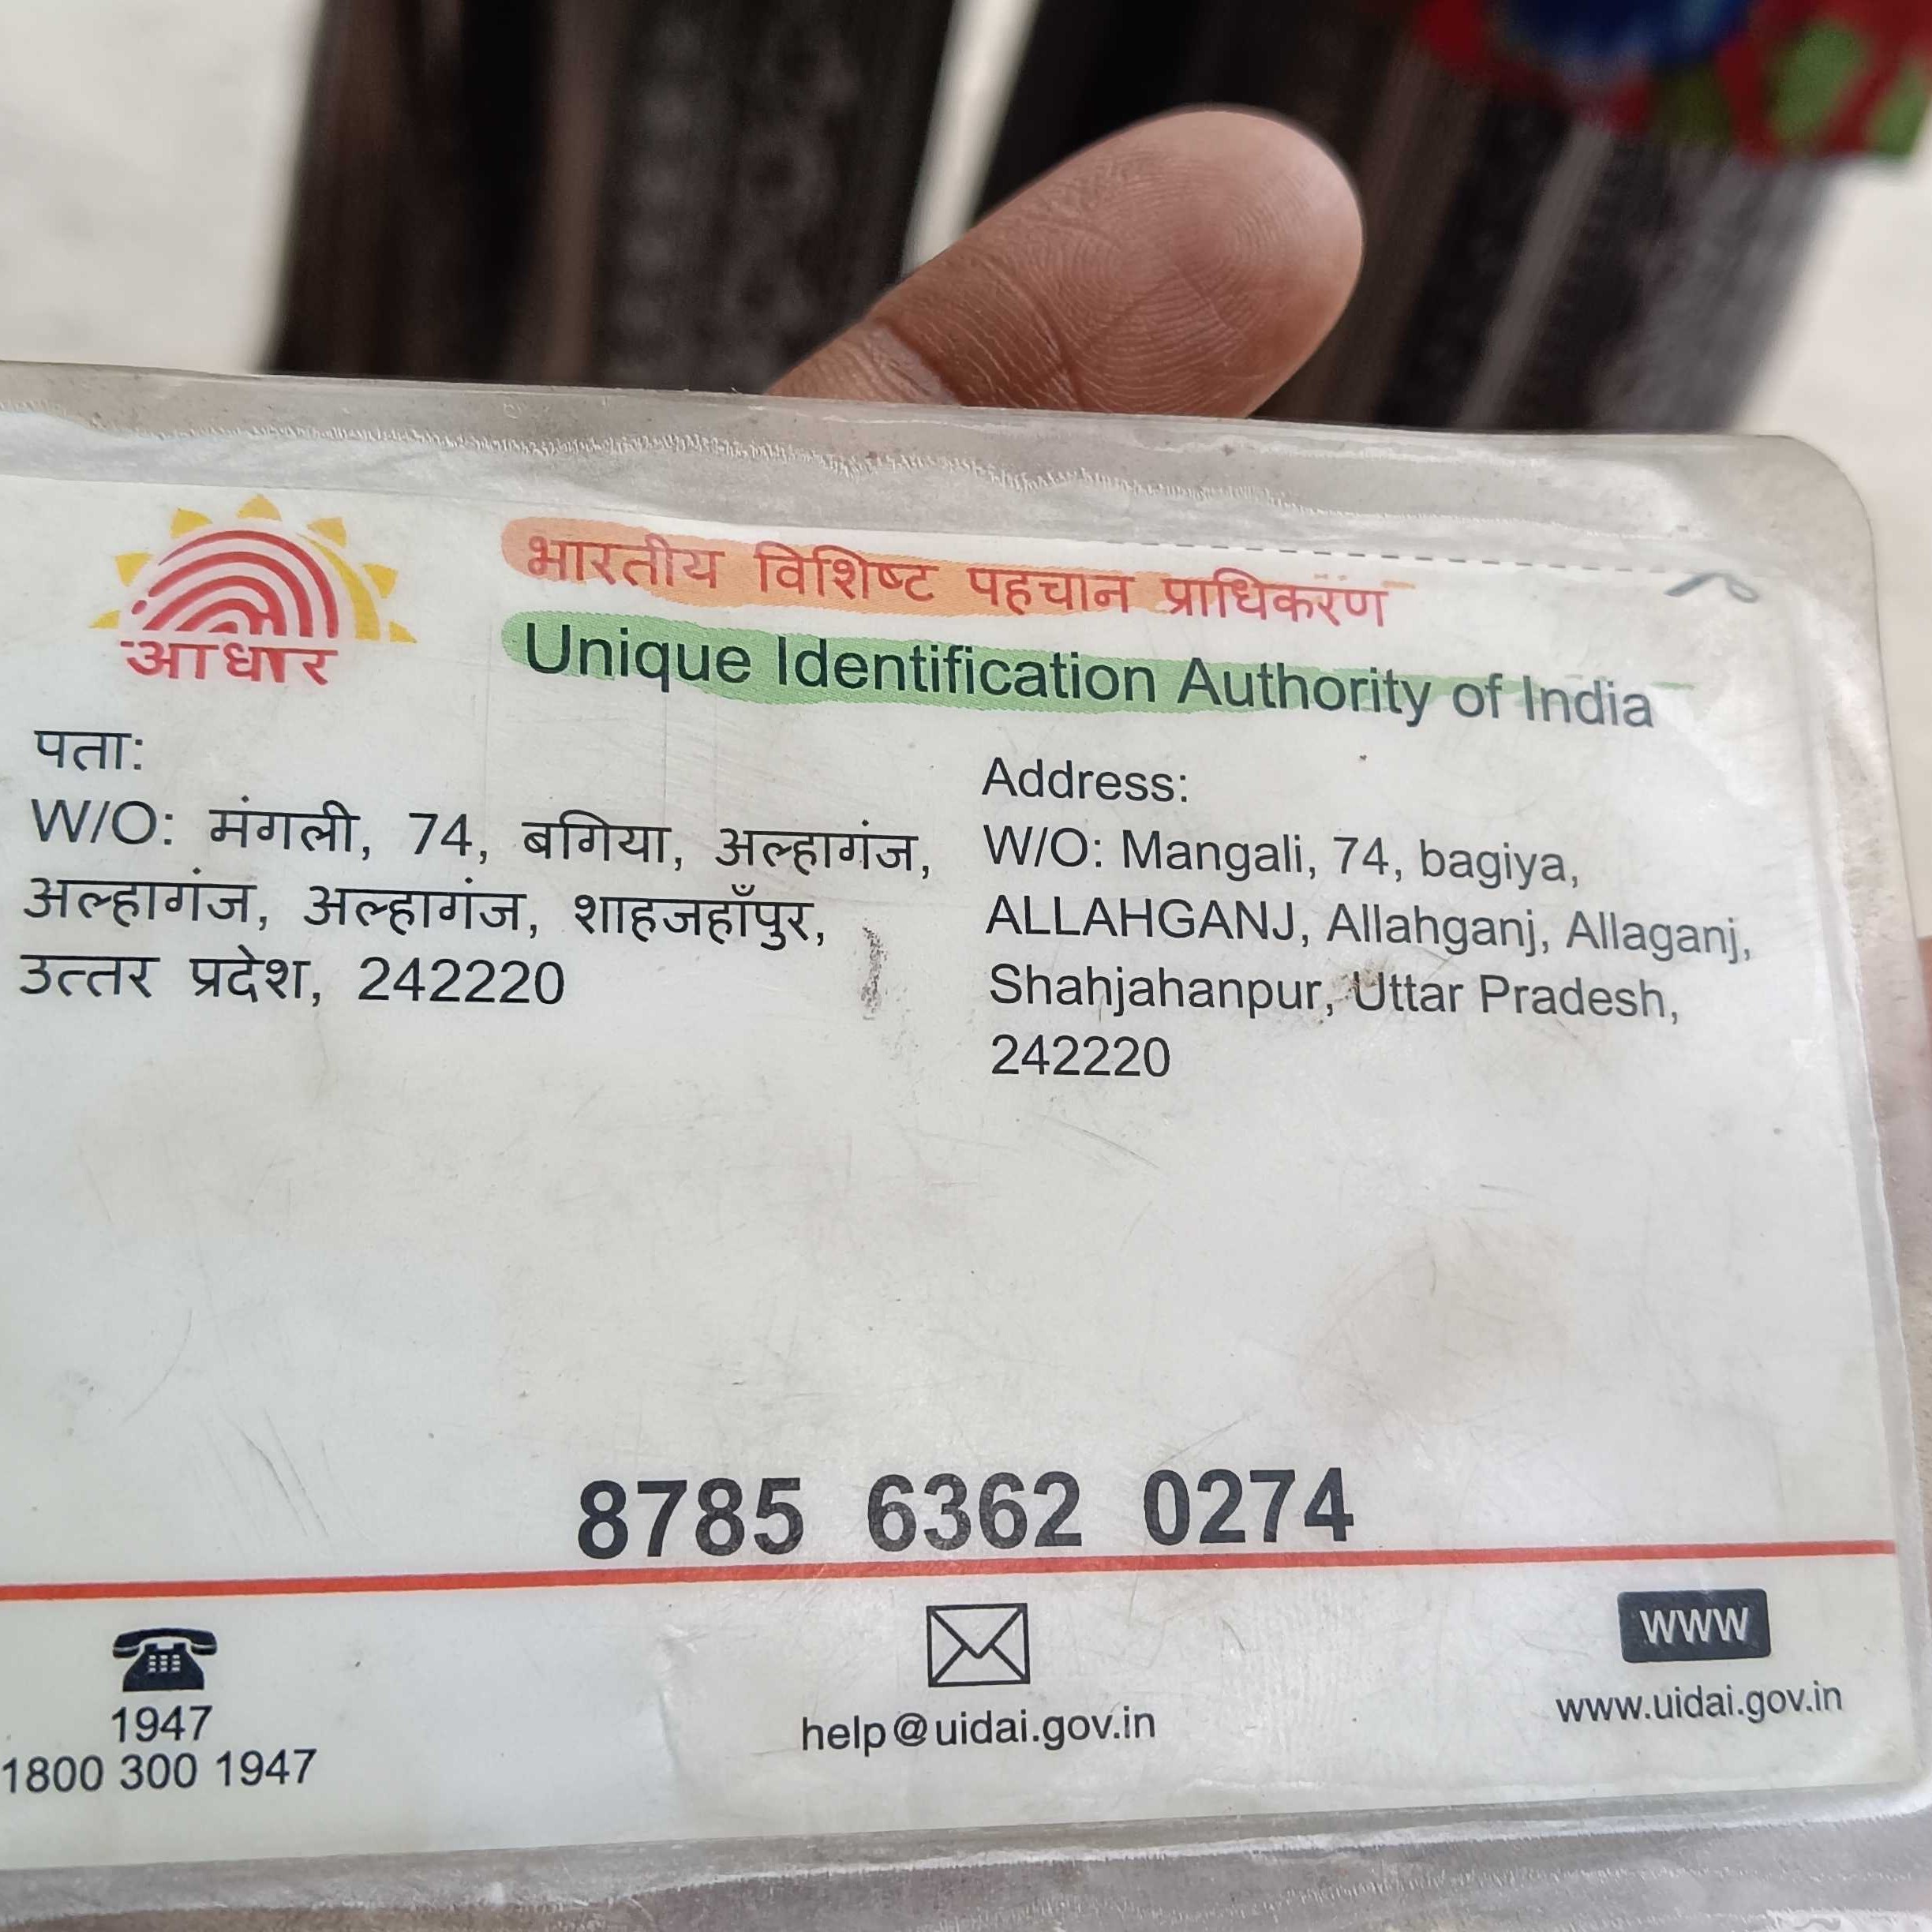 आधार
भारतीय विशिष्ट पहचान प्राधिकरण
Unique Identification Authority of India
पता:
W/O: मंगली, 74, बगिया, अल्हागंज,
अल्हागंज, अल्हागंज, शाहजहाँपुर,
उत्तर प्रदेश, 242220
Address:
W/O: Mangali, 74, bagiya,
ALLAHGANJ, Allahganj, Allaganj,
Shahjahanpur, Uttar Pradesh,
242220
8785 6362 0274
1947
1800 300 1947
help@uidai.gov.in
www
www.uidai.gov.in